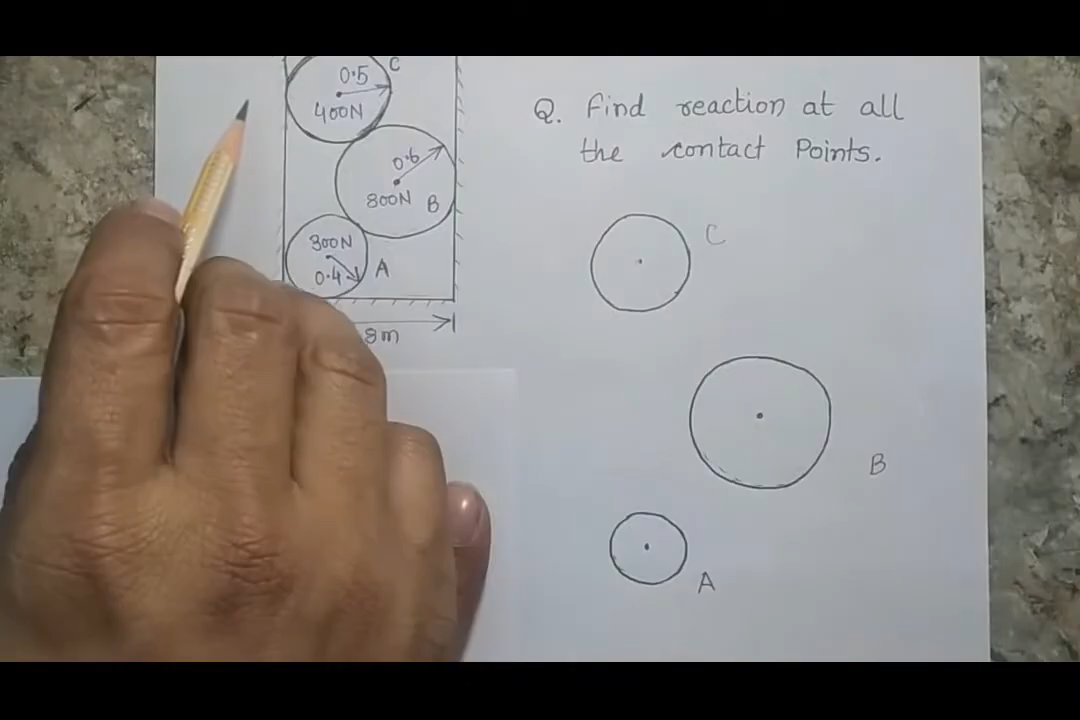 0.5
C
400N
0.6
800N
B
300N
0.4
A
8m
Q. Find reaction at all
the contact Points.
C
B
A